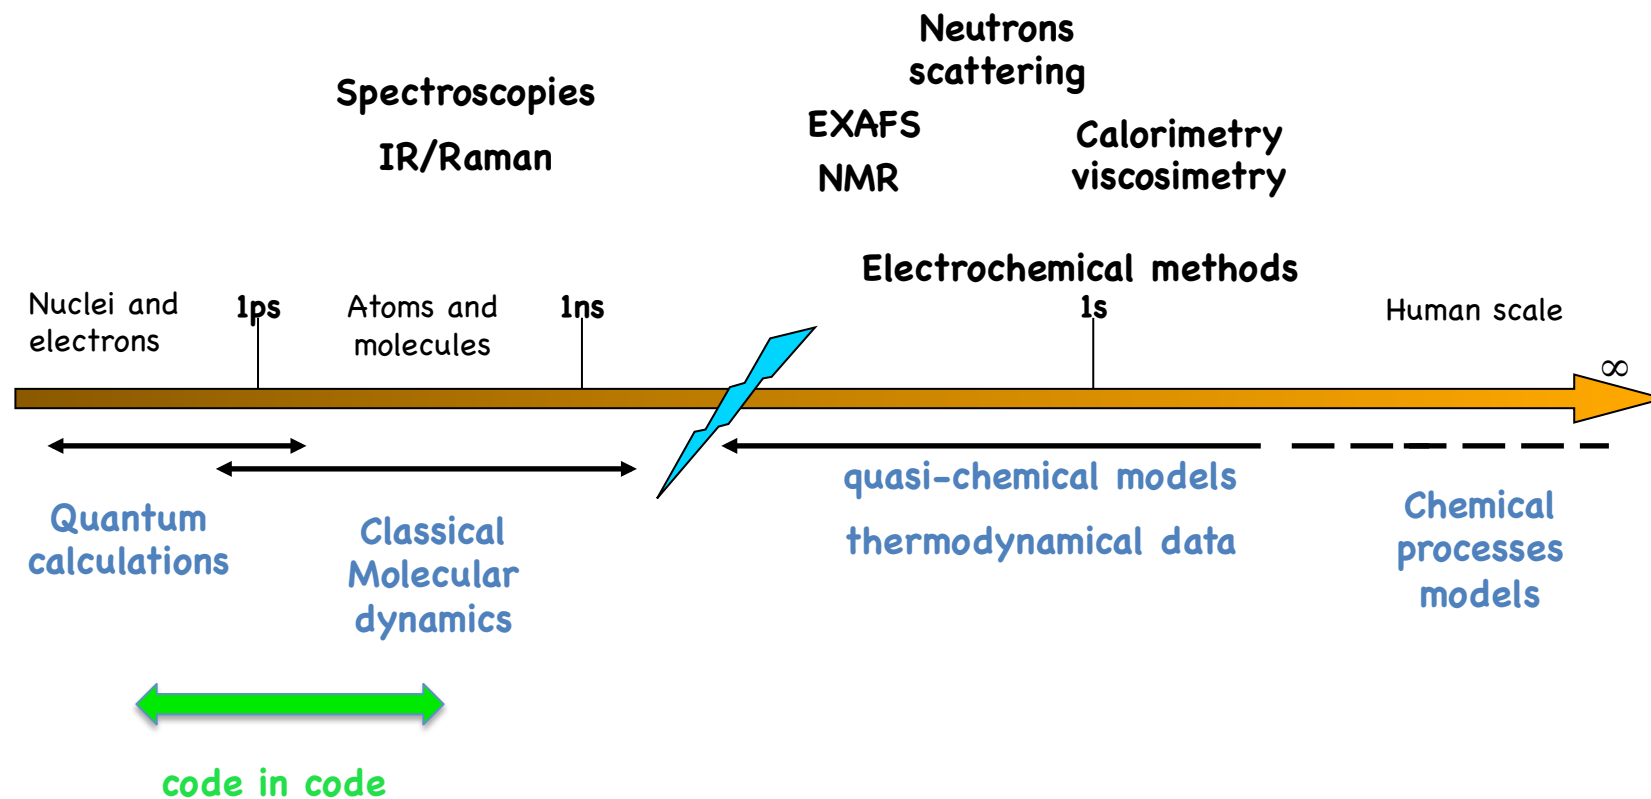 Neutrons
scattering
Spectroscopies
IR/Raman
EXAFS
NMR
Calorimetry
viscosimetry
Electrochemical methods
Nuclei and
electrons
1ps
Atoms and
molecules
1ns
1s
Human scale
∞
Quantum
calculations
Classical
Molecular
dynamics
quasi-chemical models
thermodynamical data
Chemical
processes
models
code in code